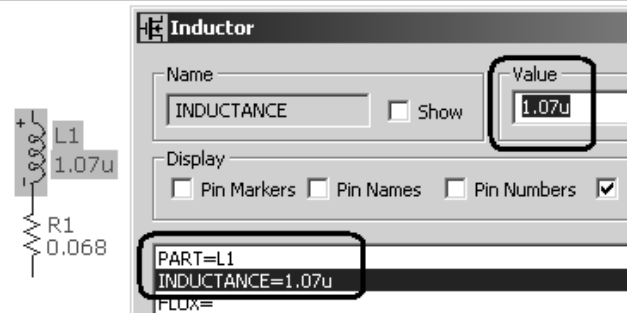 Inductor
Name
INDUCTANCE
Show
Value
1.07u
Display
Pin Markers
Pin Names
Pin Numbers
+
L1
1.07u
-
R1
0.068
PART=L1
INDUCTANCE=1.07u
FLUX=